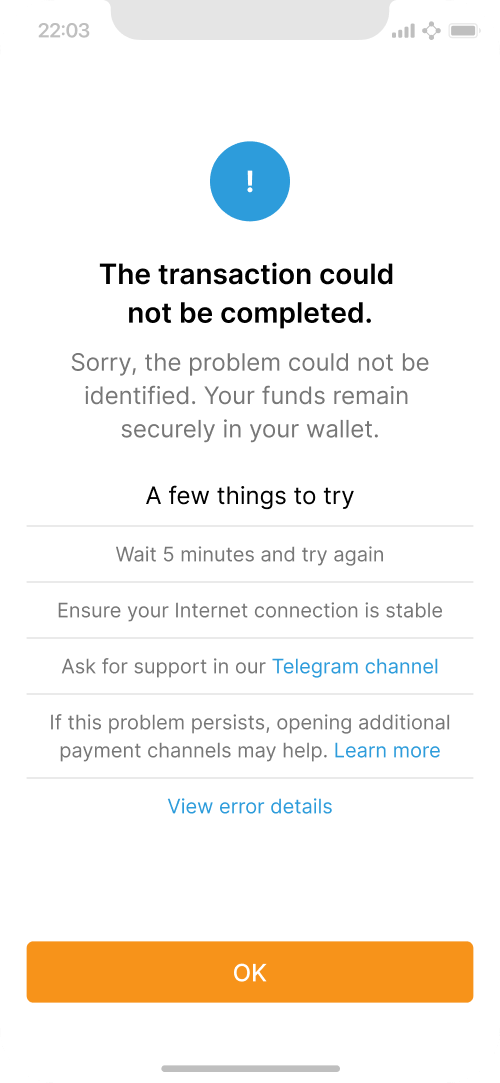 22:03
!
The transaction could
not be completed.
Sorry, the problem could not be
identified. Your funds remain
securely in your wallet.
A few things to try
Wait 5 minutes and try again
Ensure your Internet connection is stable
Ask for support in our Telegram channel
If this problem persists, opening additional
payment channels may help. Learn more
View error details
OK